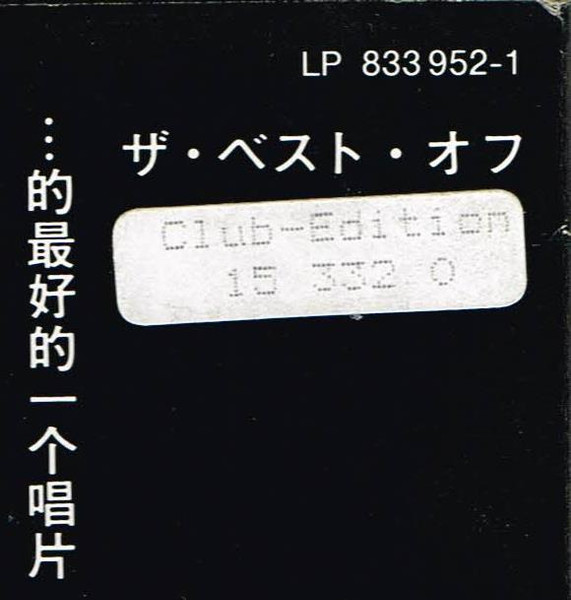 LP 833 952-1
ザ・ベスト・オフ
Club-Edition
15 332 0
…的最好的一个唱片